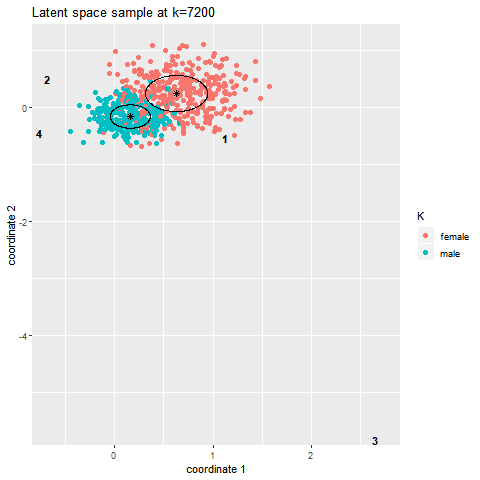 Latent space sample at k=7200
2
0
4
1
-2
-4
3
0
1
2
coordinate 1
coordinate 2
K
female
male